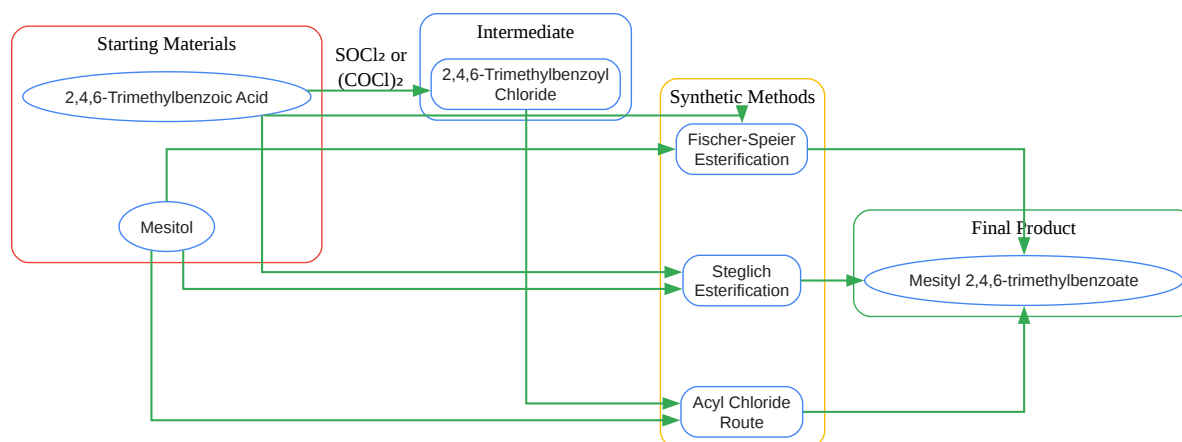 Starting Materials
2,4,6-Trimethylbenzoic Acid
Mesitol
SOCl₂ or
(COCl)₂
Intermediate
2,4,6-Trimethylbenzoyl
Chloride
Synthetic Methods
Fischer-Speier
Esterification
Steglich
Esterification
Acyl Chloride
Route
Final Product
Mesityl 2,4,6-trimethylbenzoate